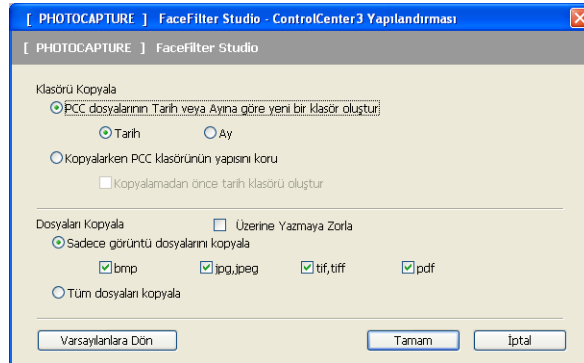 [ PHOTOCAPTURE ] FaceFilter Studio - ControlCenter3 Yapılandırması
[ PHOTOCAPTURE ] FaceFilter Studio
Klasörü Kopyala
PCC dosyalarının Tarih veya Ayına göre yeni bir klasör oluştur
Tarih Ay
Kopyalarken PCC klasörünün yapısını koru
Kopyalamadan önce tarih klasörü oluştur
Dosyaları Kopyala Üzerine Yazmaya Zorla
Sadece görüntü dosyalarını kopyala
bmp jpg,jpeg tif,tiff pdf
Tüm dosyaları kopyala
Varsayılanlara Dön Tamam İptal